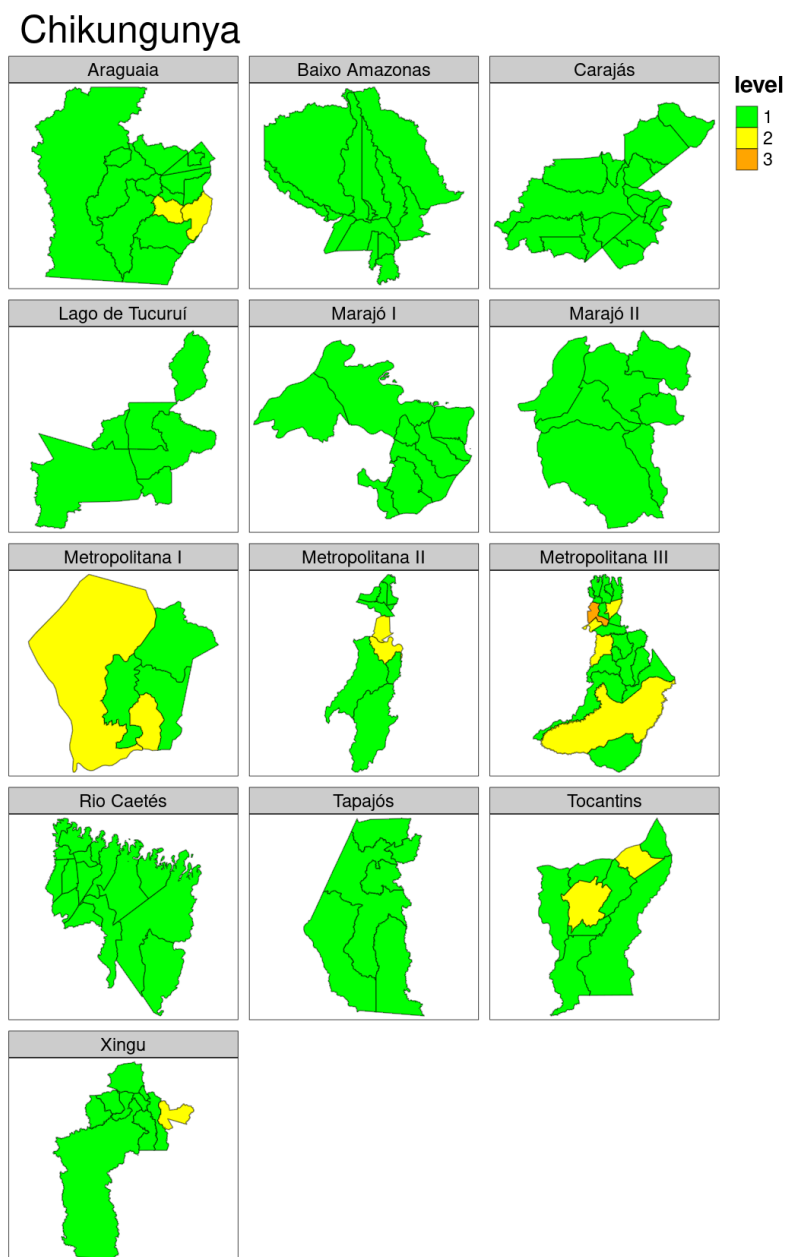 Chikungunya
Araguaia
Baixo Amazonas
Carajás
level
1
2
3
Lago de Tucuruí
Marajó I
Marajó II
Metropolitana I
Metropolitana II
Metropolitana III
Rio Caetés
Tapajós
Tocantins
Xingu